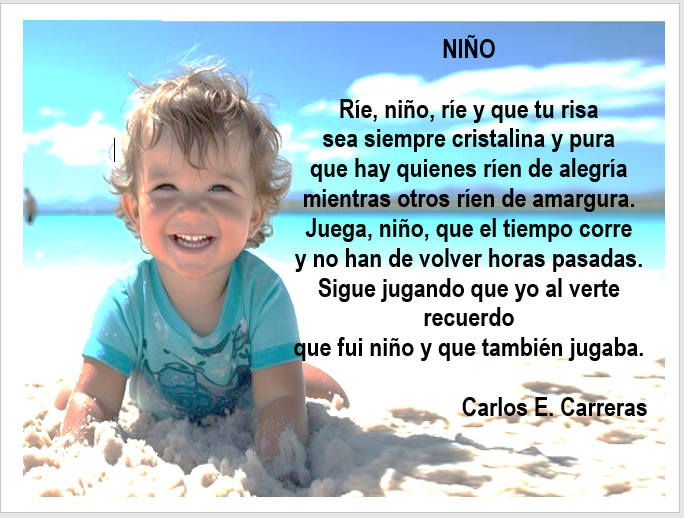 NIÑO
Ríe, niño, ríe y que tu risa
sea siempre cristalina y pura
que hay quienes ríen de alegría
mientras otros ríen de amargura.
Juega, niño, que el tiempo corre
y no han de volver horas pasadas.
Sigue jugando que yo al verte
recuerdo
que fui niño y que también jugaba.
Carlos E. Carreras